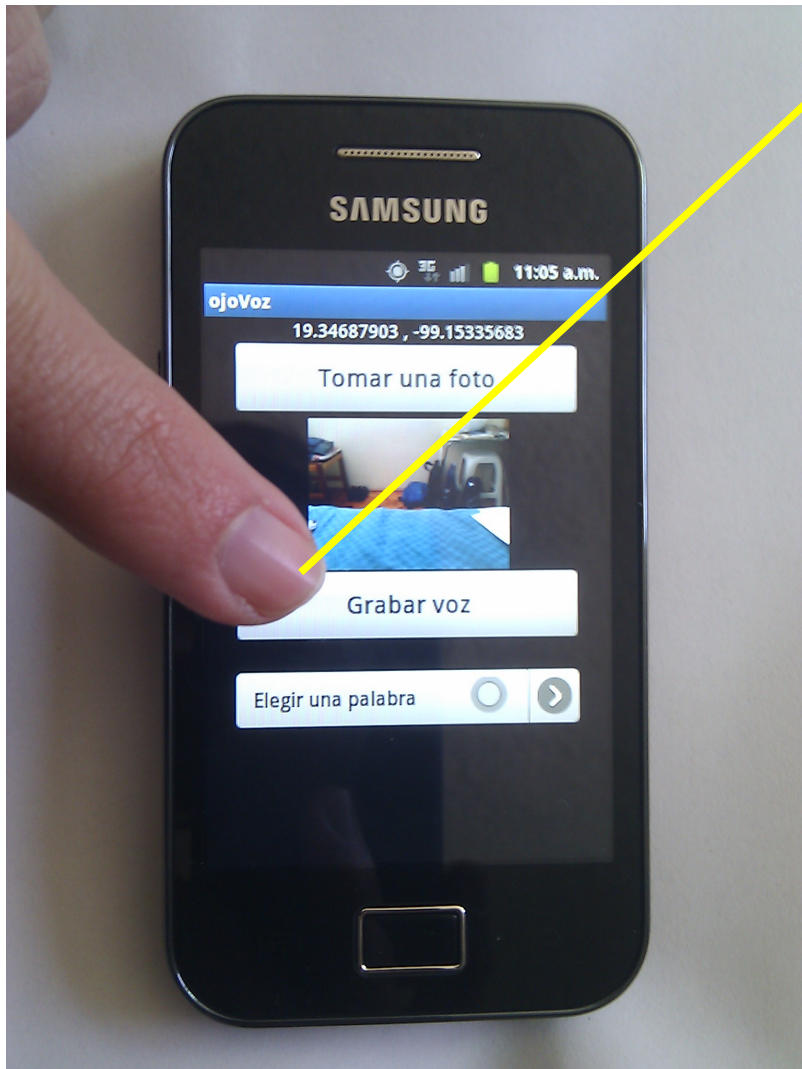 SAMSUNG
3G 11:05 a.m.
ojoVoz
19.34687903 , -99.15335683
Tomar una foto
Grabar voz
Elegir una palabra